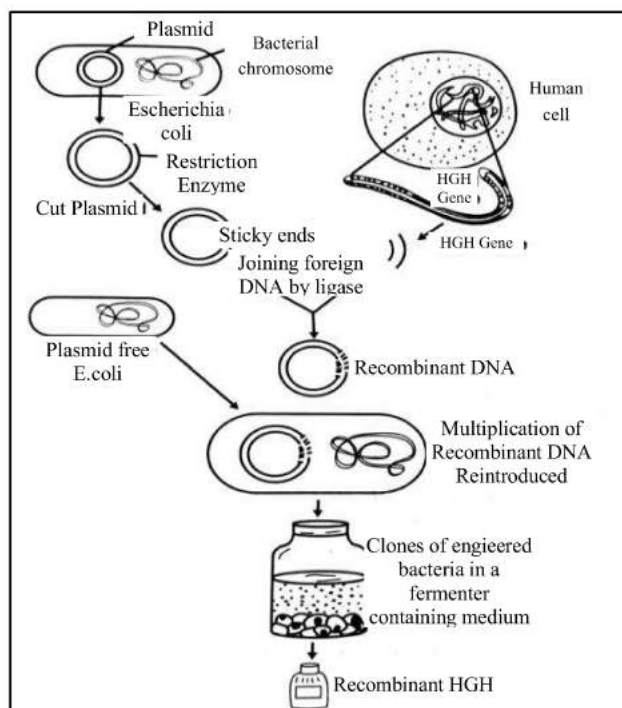 Plasmid
Bacterial
chromosome
Escherichia
coli
Human
cell
Restriction
Enzyme
HGH
Gene
Cut Plasmid
Sticky ends
HGH Gene
Joining foreign
DNA by ligase
Plasmid free
E.coli
Recombinant DNA
Multiplication of
Recombinant DNA
Reintroduced
Clones of engieered
bacteria in a
fermenter
containing medium
Recombinant HGH